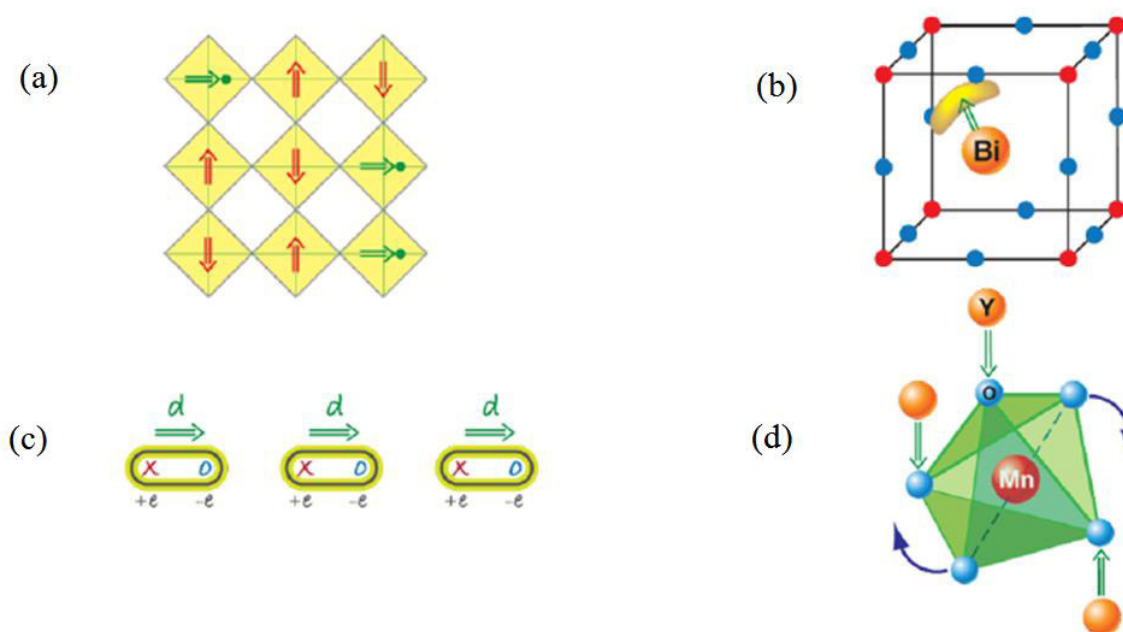 (a)
(b)
Bi
Y
(c)
d d d
x o x o x o
+e -e +e -e +e -e
(d)
O
Mn